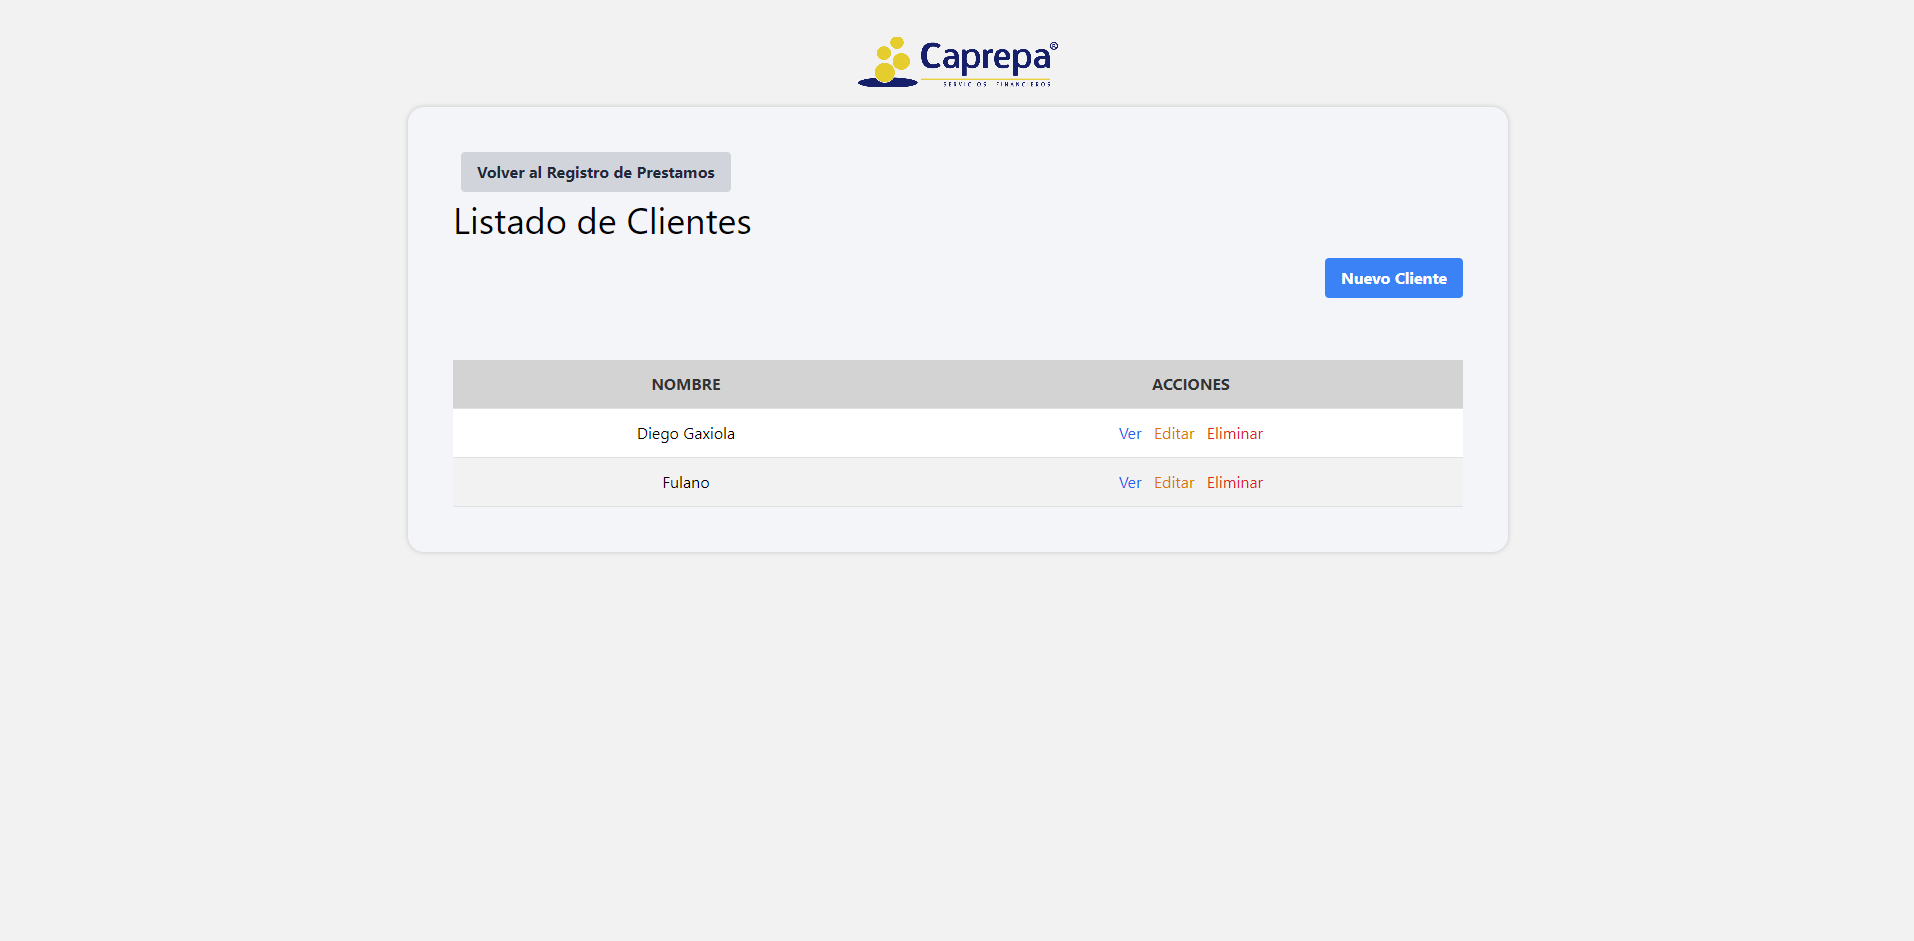 Caprepa®
SERVICIOS FINANCIEROS
Volver al Registro de Prestamos
Listado de Clientes
Nuevo Cliente
NOMBRE ACCIONES
Diego Gaxiola Ver Editar Eliminar
Fulano Ver Editar Eliminar